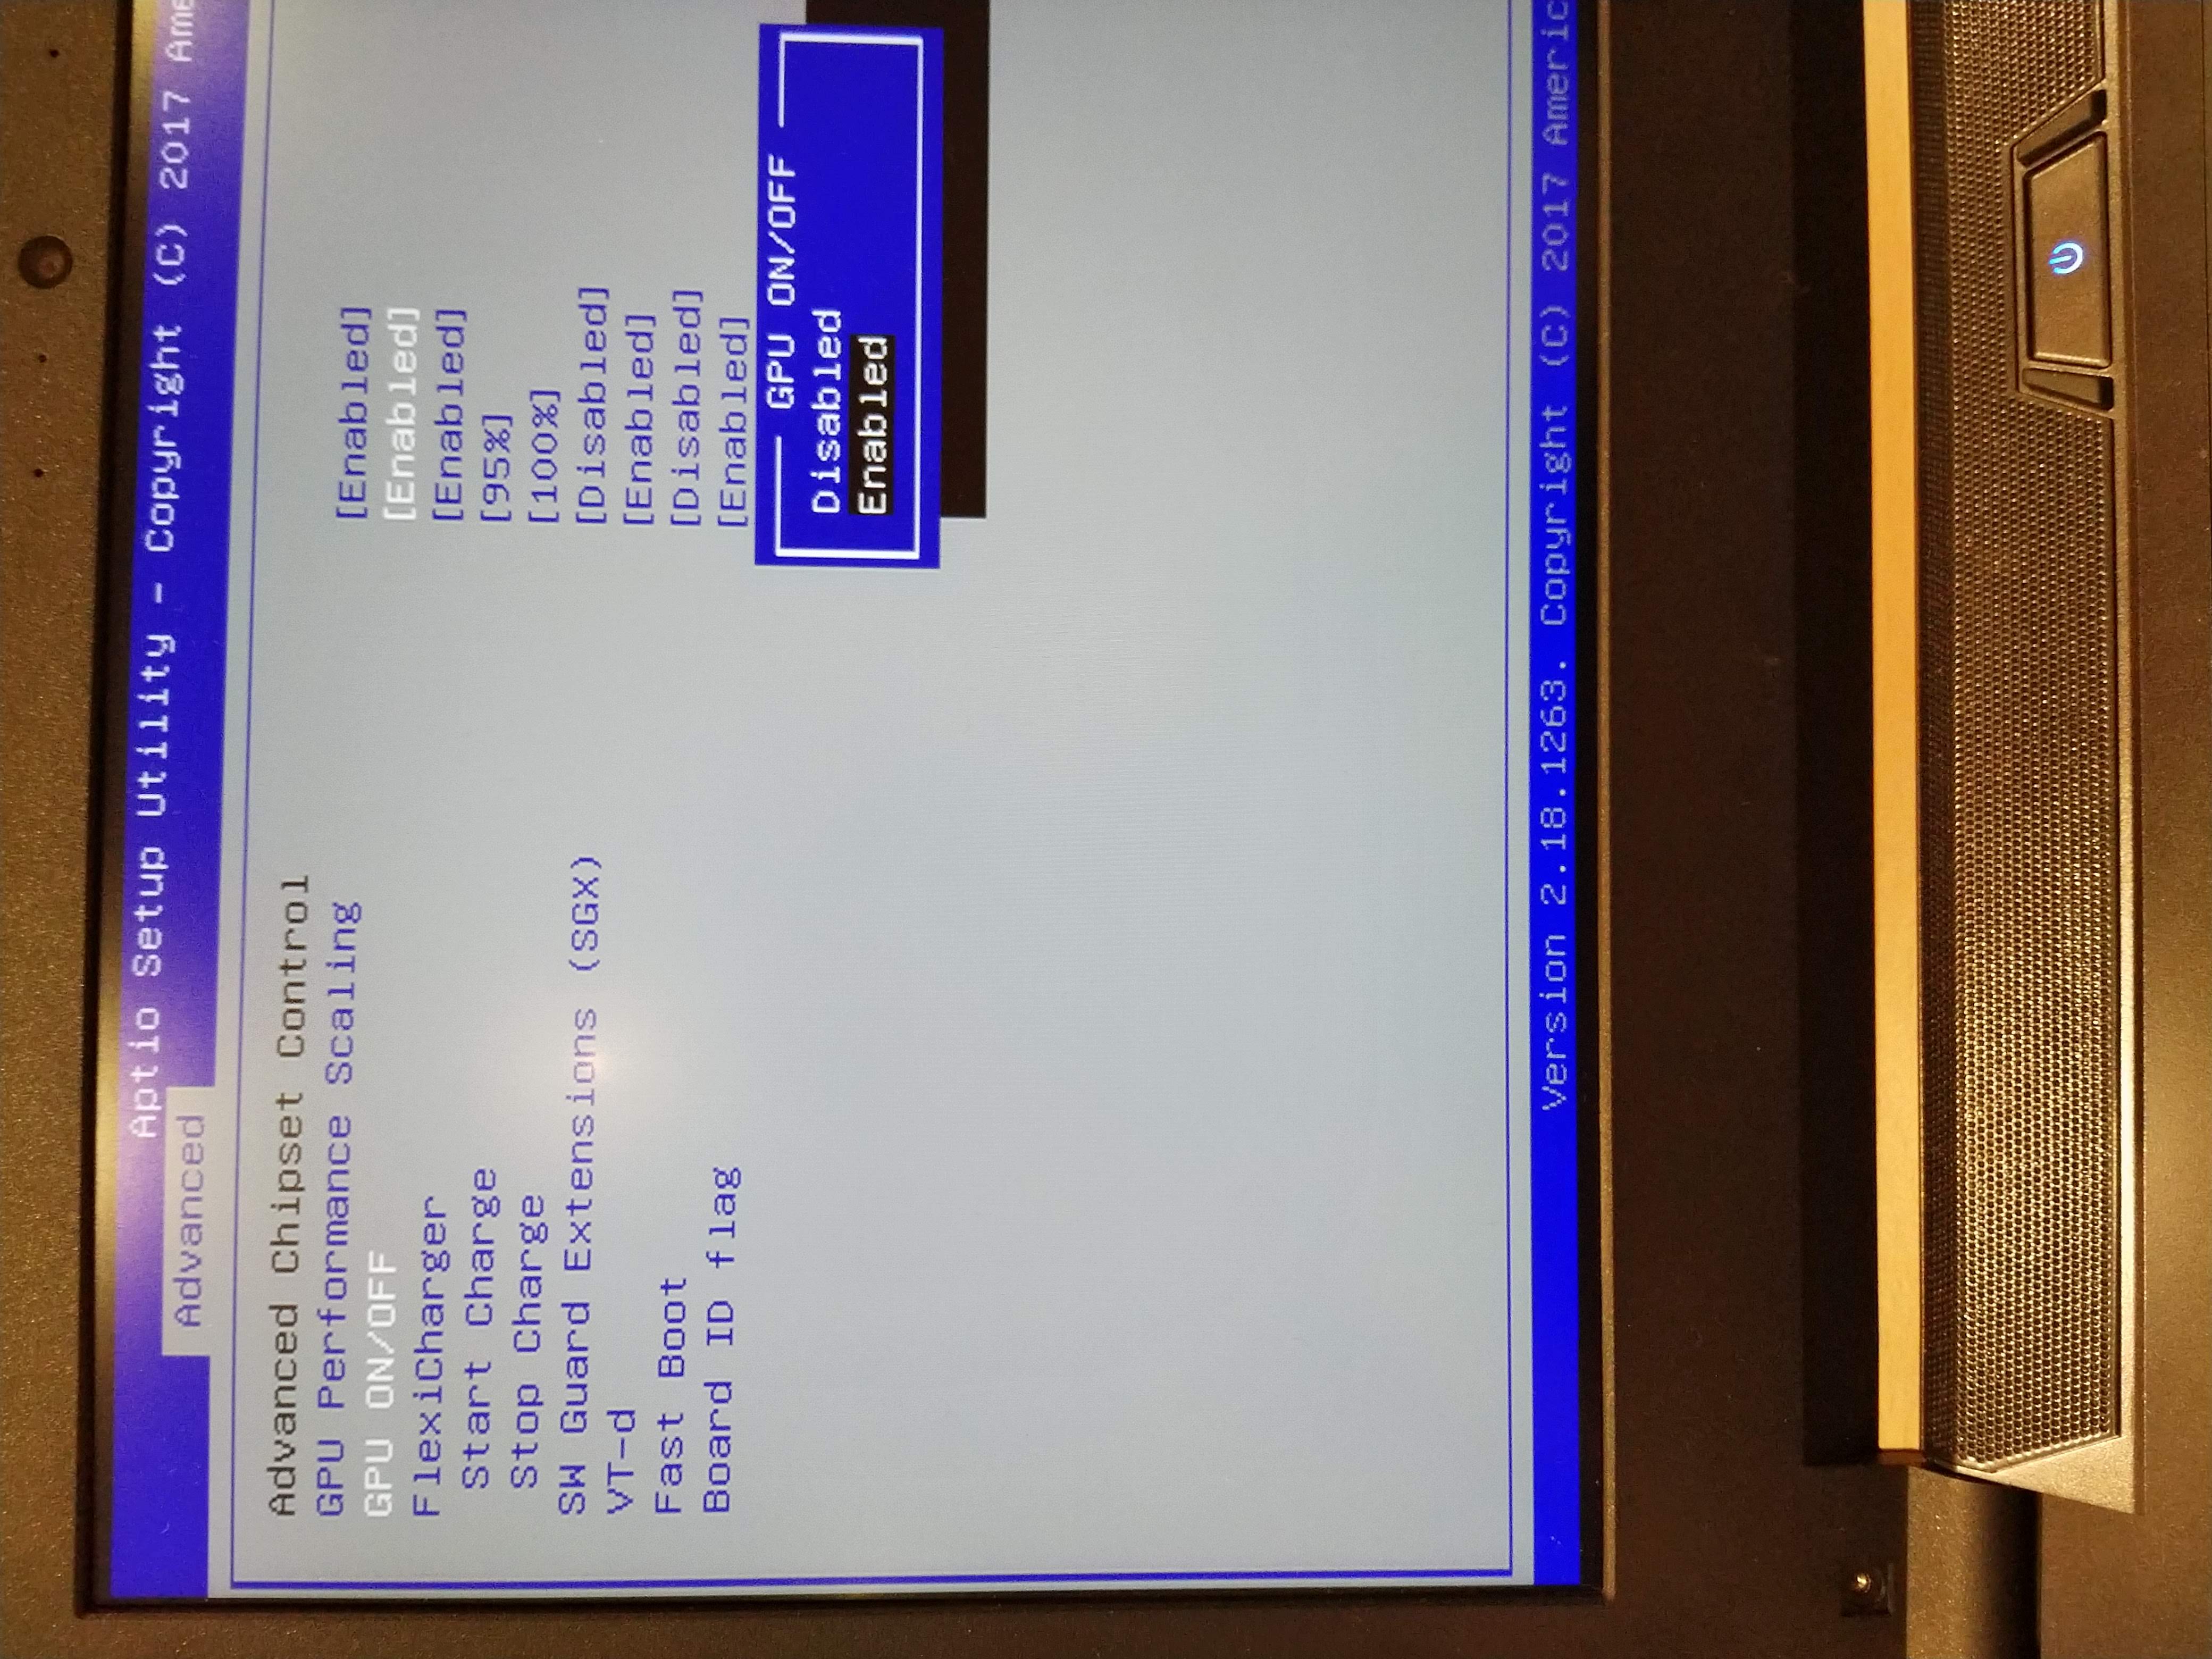 Aptio Setup Utility - Copyright (C) 2017 Ame
Advanced
Advanced Chipset Control
GPU Performance Scaling [Enabled]
GPU ON/OFF [Enabled]
FlexiCharger [Enabled]
Start Charge [95%]
Stop Charge [100%]
SW Guard Extensions (SGX) [Disabled]
VT-d [Enabled]
Fast Boot [Disabled]
Board ID flag [Enabled]
GPU ON/OFF
Disabled
Enabled
Version 2.18.1263. Copyright (C) 2017 Americ